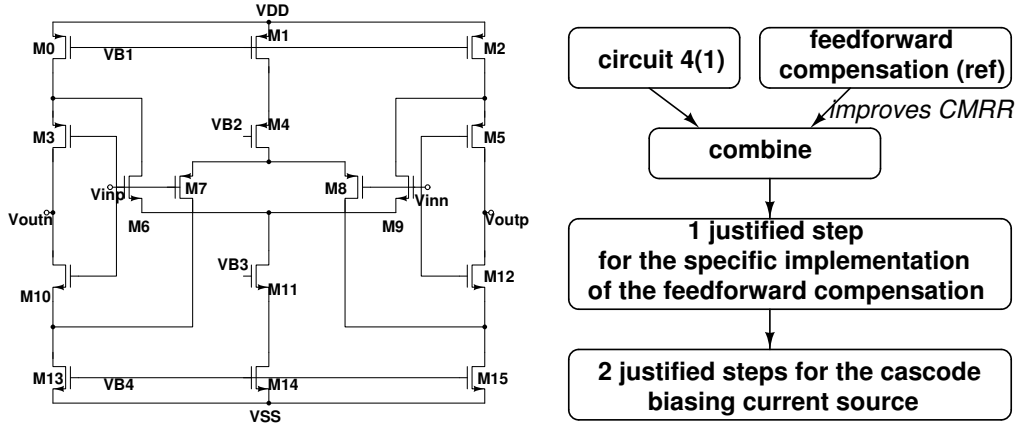 VDD
M0
VB1
M1
M2
VB2
M4
M3
M5
Vinp
M7
M8
Vinn
Voutn
M6
M9
Voutp
VB3
M10
M11
M12
M13
VB4
M14
M15
VSS
circuit 4(1)
feedforward
compensation (ref)
improves CMRR
combine
1 justified step
for the specific implementation
of the feedforward compensation
2 justified steps for the cascode
biasing current source